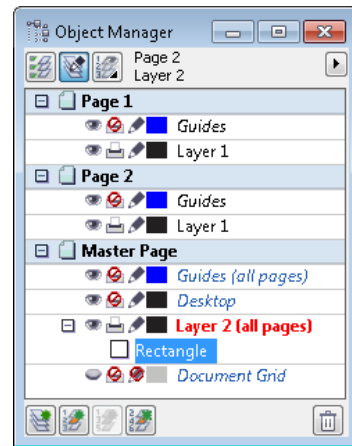 Object Manager
Page 2
Layer 2
Page 1
Guides
Layer 1
Page 2
Guides
Layer 1
Master Page
Guides (all pages)
Desktop
Layer 2 (all pages)
Rectangle
Document Grid